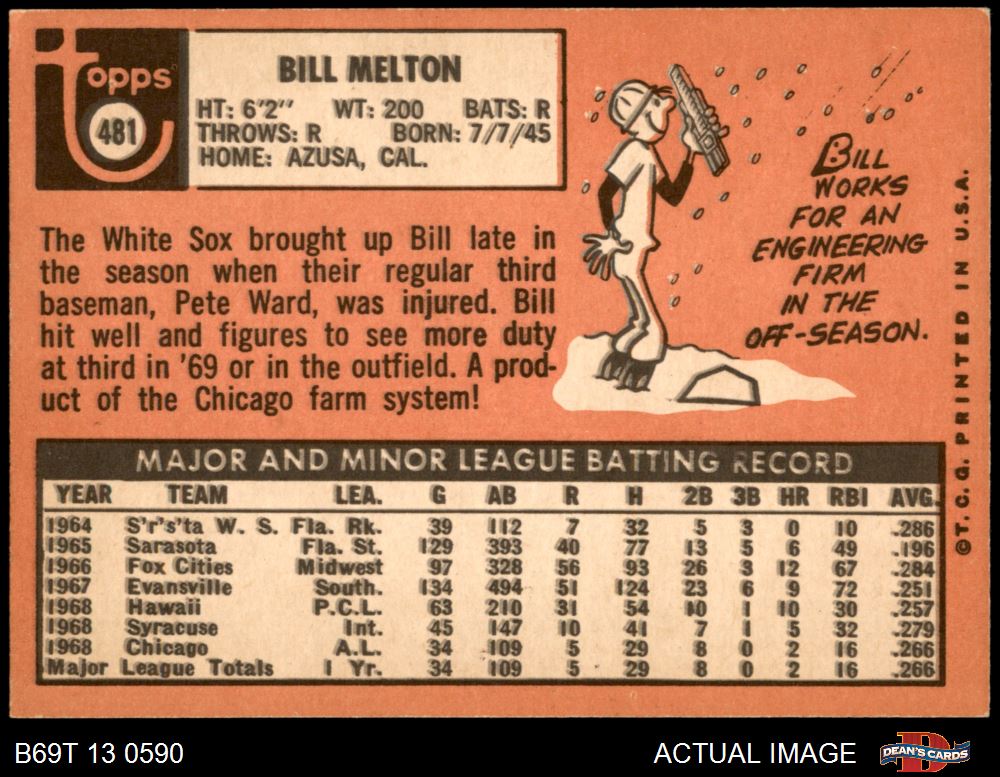 Topps
481
BILL MELTON
HT: 6'2" WT: 200 BATS: R
THROWS: R BORN: 7/7/45
HOME: AZUSA, CAL.
The White Sox brought up Bill late in
the season when their regular third
baseman, Pete Ward, was injured. Bill
hit well and figures to see more duty
at third in '69 or in the outfield. A prod-
uct of the Chicago farm system!
BILL
WORKS
FOR AN
ENGINEERING
FIRM
IN THE
OFF-SEASON.
©T. C. G. PRINTED IN U.S.A.
MAJOR AND MINOR LEAGUE BATTING RECORD
YEAR TEAM LEA. G AB R H 2B 3B HR RBI AVG.
1964 S'r's'ta W. S. Fla. Rk. 39 112 7 32 5 3 0 10 .286
1965 Sarasota Fla. St. 129 393 40 77 13 5 6 49 .196
1966 Fox Cities Midwest 97 328 56 93 26 3 12 67 .284
1967 Evansville South. 134 494 51 124 23 6 9 72 .251
1968 Hawaii P.C.L. 63 210 31 54 10 1 10 30 .257
1968 Syracuse Int. 45 147 10 41 7 1 5 32 .279
1968 Chicago A.L. 34 109 5 29 8 0 2 16 .266
Major League Totals 1 Yr. 34 109 5 29 8 0 2 16 .266
B69T 13 0590 ACTUAL IMAGE DEAN'S CARDS